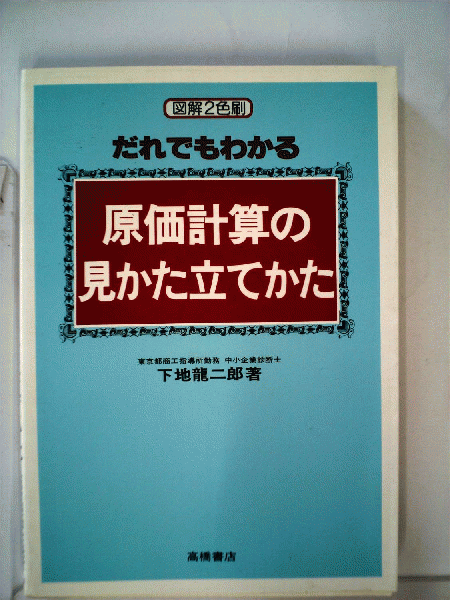 図解2色刷
だれでもわかる
原価計算の
見かた立てかた
東京都商工指導所勤務 中小企業診断士
下地龍二郎著
高橋書店